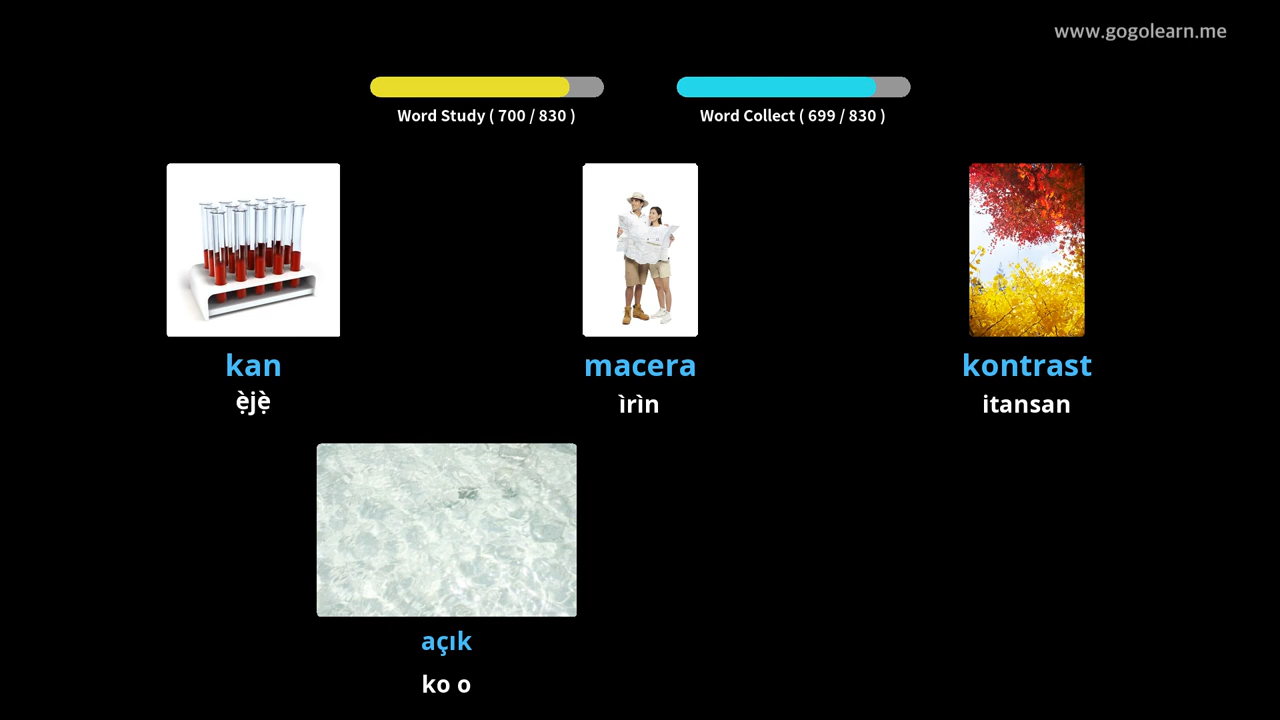 www.gogolearn.me
Word Study ( 700 / 830 )
Word Collect ( 699 / 830 )
kan
ẹ̀jẹ̀
macera
ìrìn
kontrast
itansan
açık
ko o